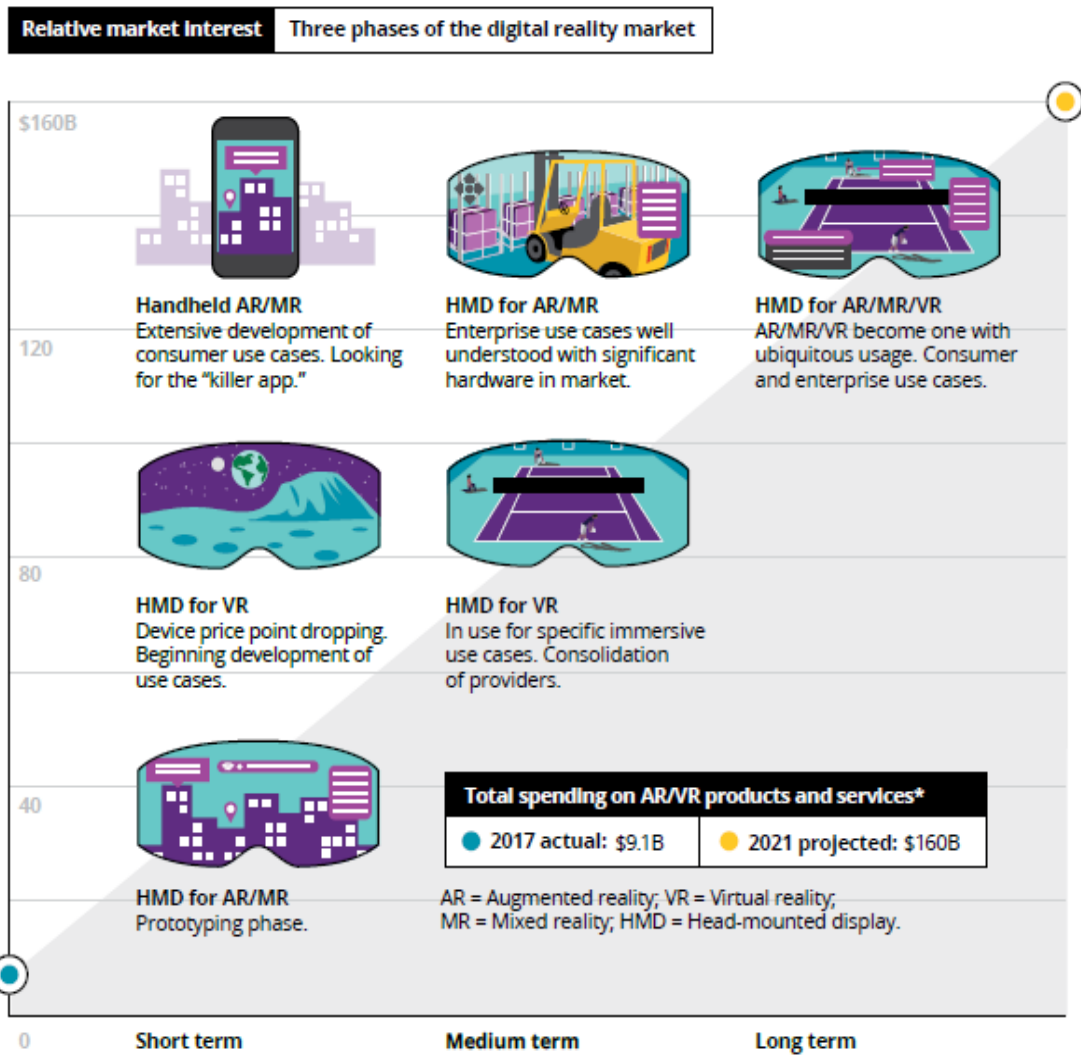 Relative market interest
Three phases of the digital reality market
$160B
Handheld AR/MR
Extensive development of
consumer use cases. Looking
for the “killer app.”
HMD for AR/MR
Enterprise use cases well
understood with significant
hardware in market.
HMD for AR/MR/VR
AR/MR/VR become one with
ubiquitous usage. Consumer
and enterprise use cases.
120
HMD for VR
Device price point dropping.
Beginning development of
use cases.
HMD for VR
In use for specific immersive
use cases. Consolidation
of providers.
80
HMD for AR/MR
Prototyping phase.
40
Total spending on AR/VR products and services*
2017 actual: $9.1B
2021 projected: $160B
AR = Augmented reality; VR = Virtual reality;
MR = Mixed reality; HMD = Head-mounted display.
0
Short term
Medium term
Long term